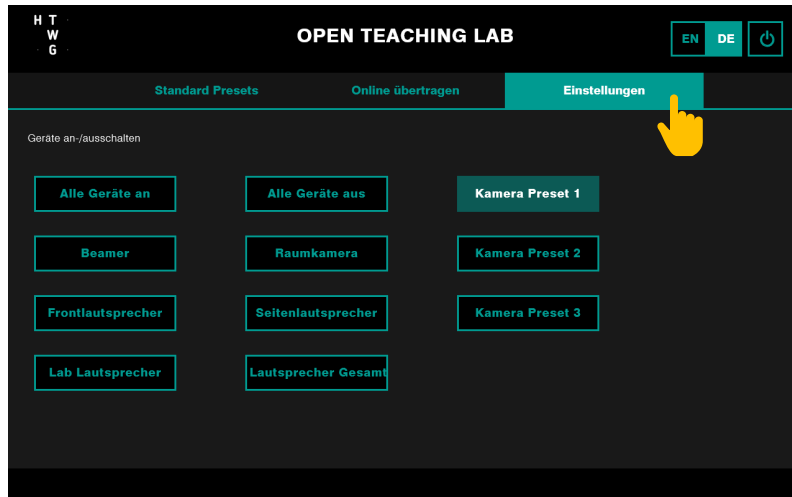 H T
W
G
OPEN TEACHING LAB
EN DE
Standard Presets Online übertragen Einstellungen
Geräte an-/ausschalten
Alle Geräte an Alle Geräte aus Kamera Preset 1
Beamer Raumkamera Kamera Preset 2
Frontlautsprecher Seitenlautsprecher Kamera Preset 3
Lab Lautsprecher Lautsprecher Gesamt